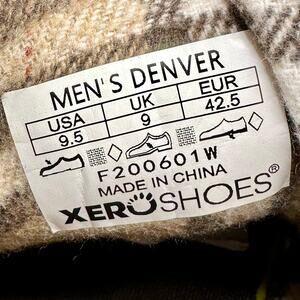 MEN'S DENVER
USA UK EUR
9.5 9 42.5
F200601W
MADE IN CHINA
XEROSHOES®